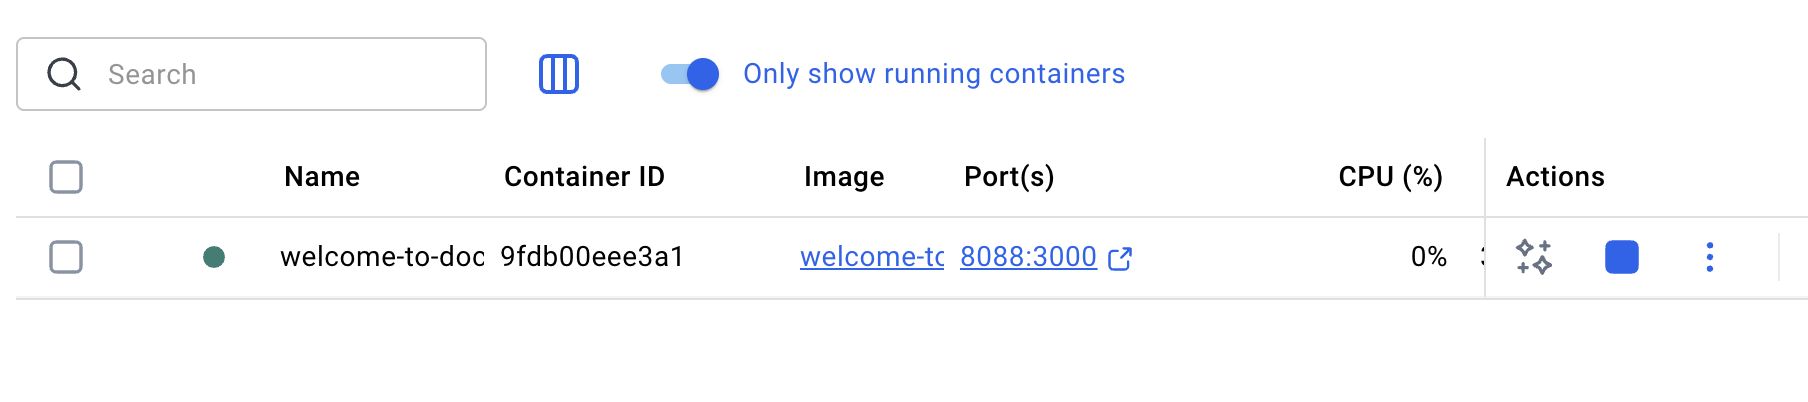 Search Only show running containers
Name Container ID Image Port(s) CPU (%) Actions
welcome-to-doc 9fdb00eee3a1 welcome-to 8088:3000 0%